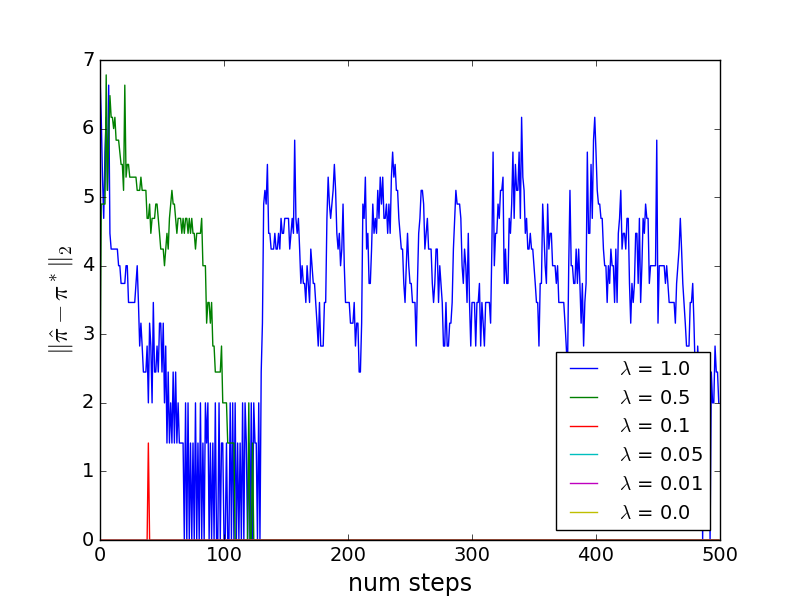 7
6
5
4
3
2
1
0
‖π̂ − π*‖₂
0
100
200
300
400
500
num steps
λ = 1.0
λ = 0.5
λ = 0.1
λ = 0.05
λ = 0.01
λ = 0.0